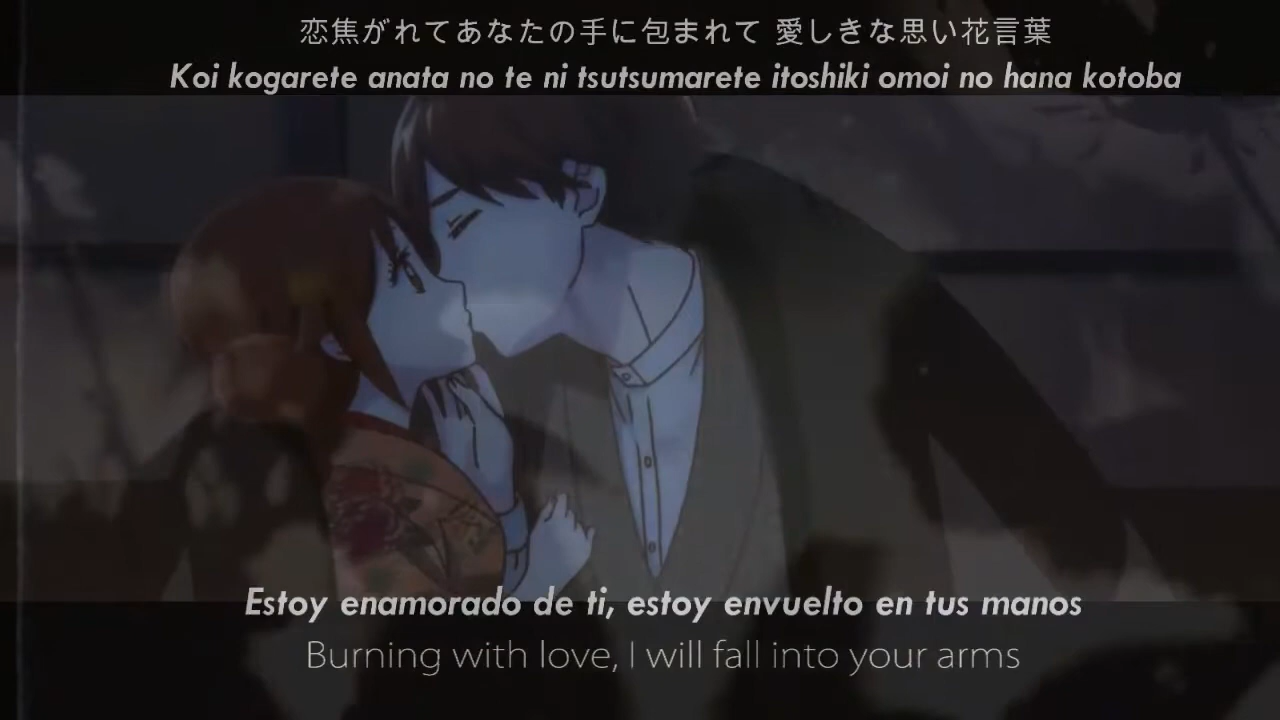 恋焦がれてあなたの手に包まれて 愛しきな思い花言葉
Koi kogarete anata no te ni tsutsumarete itoshiki omoi no hana kotoba
Estoy enamorado de ti, estoy envuelto en tus manos
Burning with love, I will fall into your arms